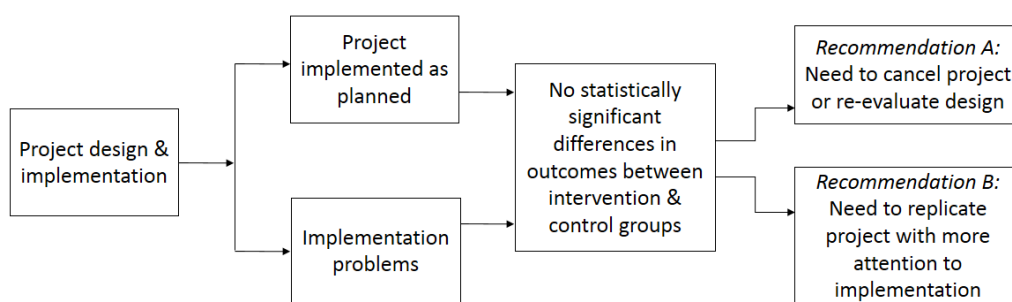 Project design &
implementation
Project
implemented as
planned
Implementation
problems
No statistically
significant
differences in
outcomes between
intervention &
control groups
Recommendation A:
Need to cancel project
or re-evaluate design
Recommendation B:
Need to replicate
project with more
attention to
implementation